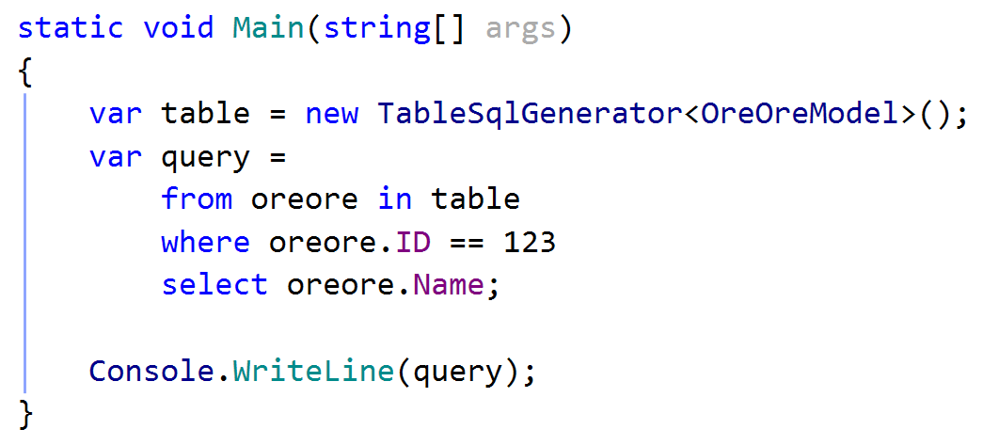 static void Main(string[] args)
{
    var table = new TableSqlGenerator<OreOreModel>();
    var query =
        from oreore in table
        where oreore.ID == 123
        select oreore.Name;

    Console.WriteLine(query);
}